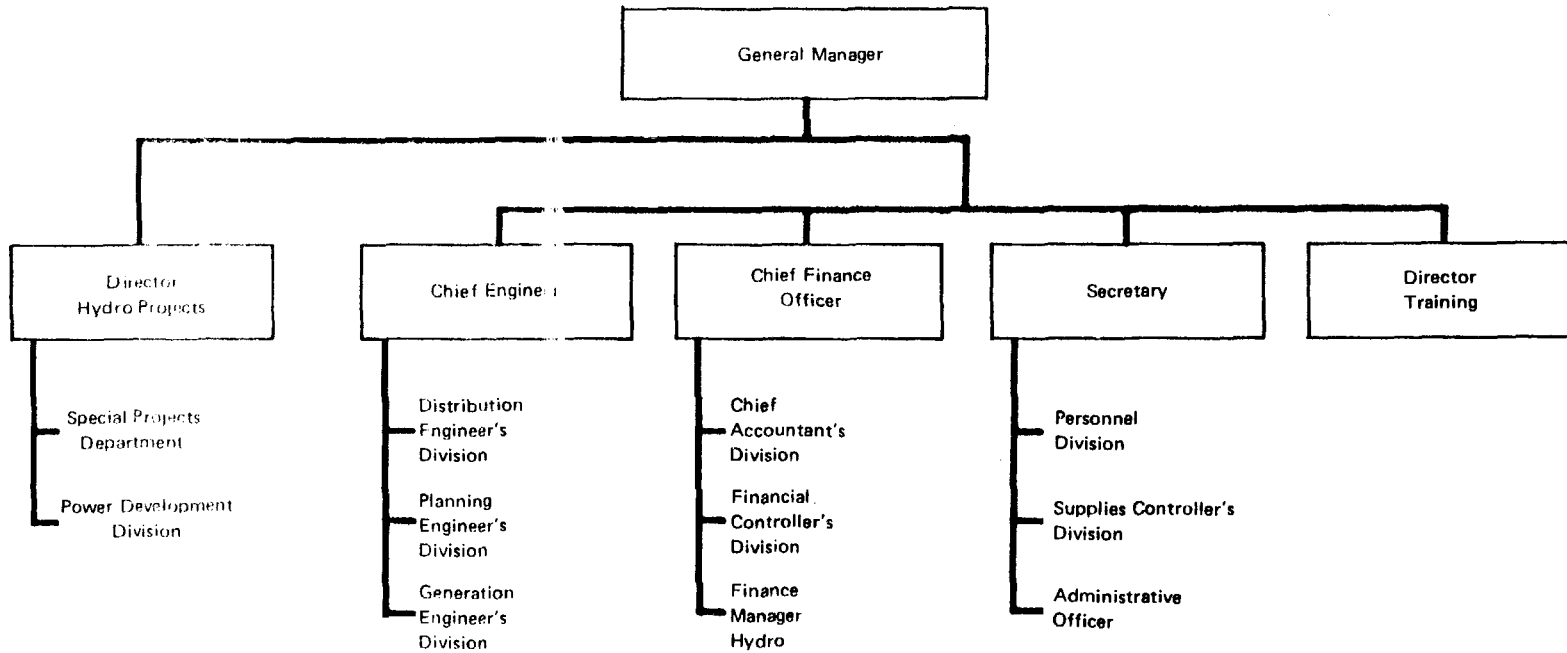 General Manager
Director
Hydro Projects
Chief Engineer
Chief Finance
Officer
Secretary
Director
Training
Special Projects
Department
Power Development
Division
Distribution
Engineer's
Division
Planning
Engineer's
Division
Generation
Engineer's
Division
Chief
Accountant's
Division
Financial
Controller's
Division
Finance
Manager
Hydro
Personnel
Division
Supplies Controller's
Division
Administrative
Officer